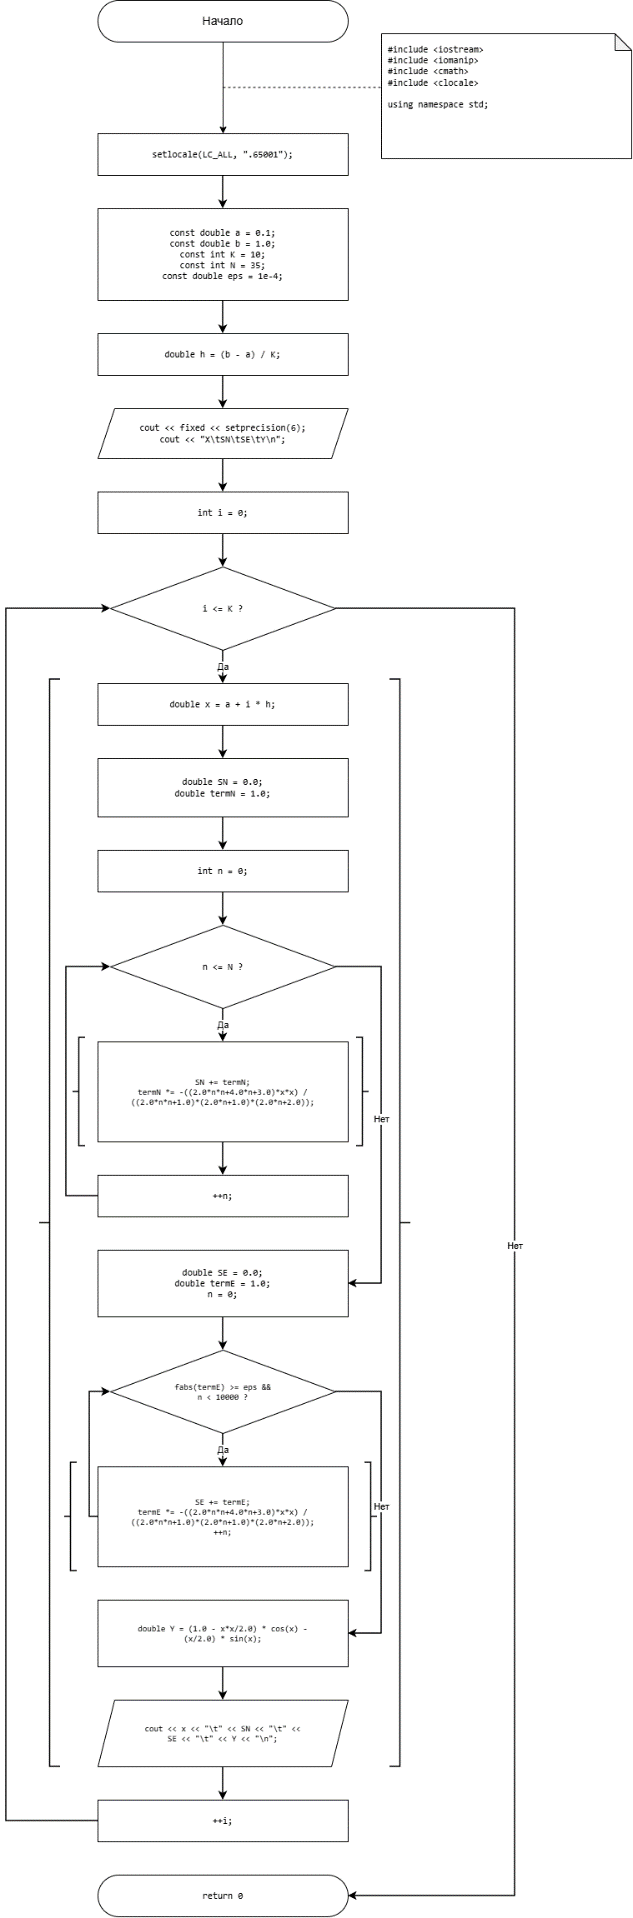 Начало
#include <iostream>
#include <iomanip>
#include <cmath>
#include <clocale>
using namespace std;
setlocale(LC_ALL, ".65001");
const double a = 0.1;
const double b = 1.0;
const int K = 10;
const int N = 35;
const double eps = 1e-4;
double h = (b - a) / K;
cout << fixed << setprecision(6);
cout << "X\tSN\tSE\tY\n";
int i = 0;
i <= K ?
Да
double x = a + i * h;
double SN = 0.0;
double termN = 1.0;
int n = 0;
n <= N ?
Да
SN += termN;
termN *= -((2.0*n*n+4.0*n+3.0)*x*x) /
((2.0*n*n+1.0)*(2.0*n+1.0)*(2.0*n+2.0));
Нет
++n;
Нет
double SE = 0.0;
double termE = 1.0;
n = 0;
fabs(termE) >= eps &&
n < 10000 ?
Да
SE += termE;
termE *= -((2.0*n*n+4.0*n+3.0)*x*x) /
((2.0*n*n+1.0)*(2.0*n+1.0)*(2.0*n+2.0));
++n;
Нет
double Y = (1.0 - x*x/2.0) * cos(x) -
(x/2.0) * sin(x);
cout << x << "\t" << SN << "\t" <<
SE << "\t" << Y << "\n";
++i;
return 0